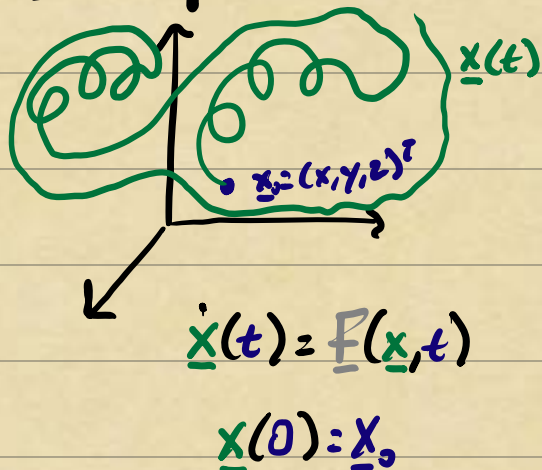 x(t)
x₀=(x,y,z)ᵀ
ẋ(t)=F(x,t)
x(0)=x₀